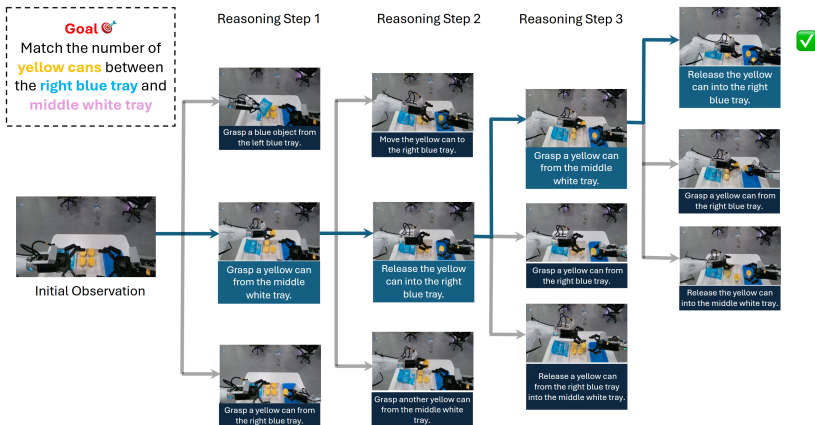 Goal
Match the number of
yellow cans between
the right blue tray and
middle white tray
Reasoning Step 1
Reasoning Step 2
Reasoning Step 3
Initial Observation
Grasp a blue object from
the left blue tray.
Grasp a yellow can
from the middle
white tray.
Grasp a yellow can from
the right blue tray.
Move the yellow can to
the right blue tray.
Release the yellow
can into the right
blue tray.
Grasp another yellow can
from the middle white
tray.
Grasp a yellow can
from the middle
white tray.
Grasp a yellow can from
the right blue tray.
Release a yellow can
from the right blue tray
into the middle white tray.
Release the yellow
can into the right
blue tray.
Grasp a yellow can from
the right blue tray.
Release the yellow can
into the middle white tray.